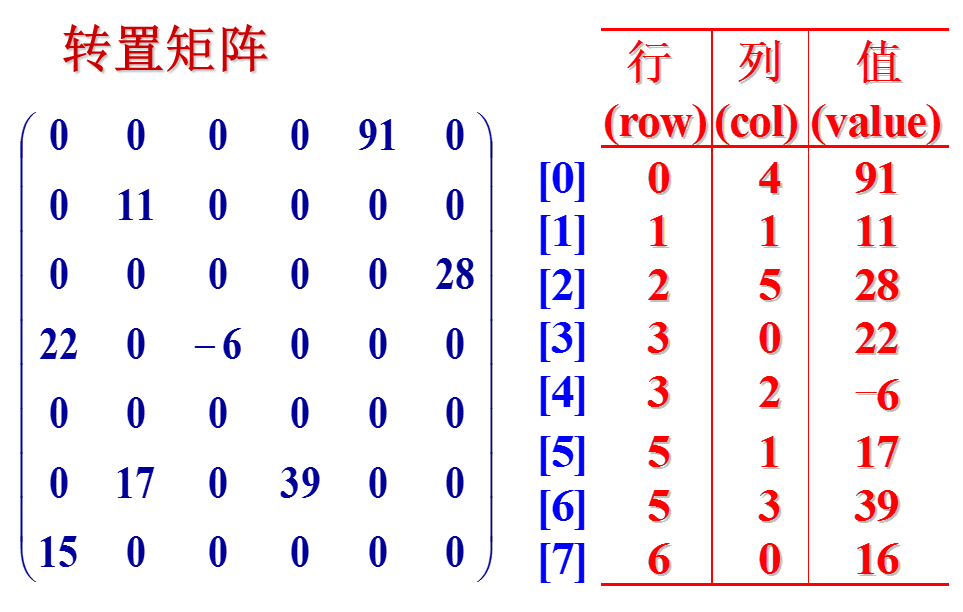 转置矩阵
0 0 0 0 91 0
0 11 0 0 0 0
0 0 0 0 0 28
22 0 −6 0 0 0
0 0 0 0 0 0
0 17 0 39 0 0
15 0 0 0 0 0
行 列 值
(row) (col) (value)
[0] 0 4 91
[1] 1 1 11
[2] 2 5 28
[3] 3 0 22
[4] 3 2 −6
[5] 5 1 17
[6] 5 3 39
[7] 6 0 16